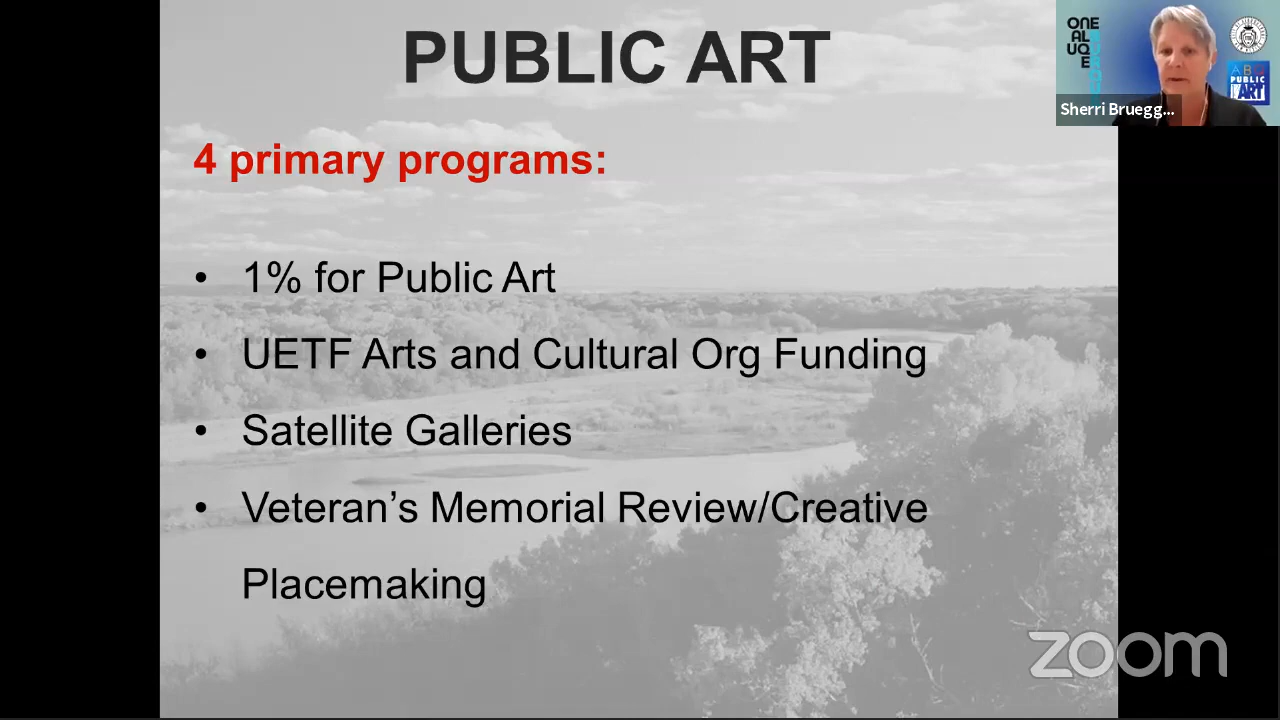 PUBLIC ART
4 primary programs:
• 1% for Public Art
• UETF Arts and Cultural Org Funding
• Satellite Galleries
• Veteran’s Memorial Review/Creative
Placemaking
ONE
AL
UQ
E
Sherri Bruegg...
PUBLIC
ART
zoom